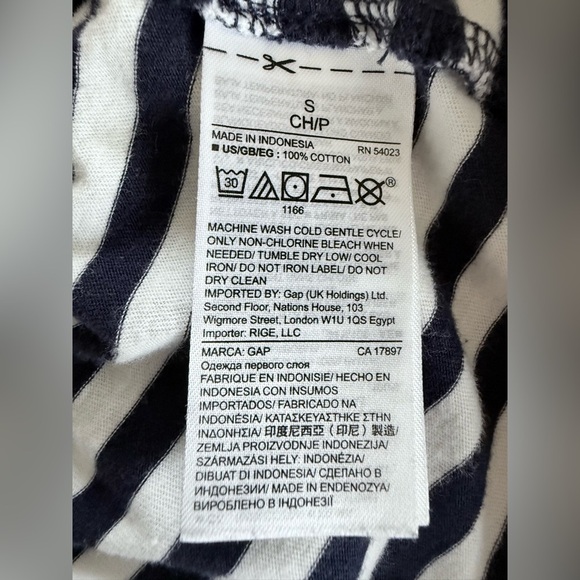 S
CH/P
MADE IN INDONESIA RN 54023
■ US/GB/EG : 100% COTTON
30
®
1166
MACHINE WASH COLD GENTLE CYCLE/
ONLY NON-CHLORINE BLEACH WHEN
NEEDED/ TUMBLE DRY LOW/ COOL
IRON/ DO NOT IRON LABEL/ DO NOT
DRY CLEAN
IMPORTED BY: Gap (UK Holdings) Ltd.
Second Floor, Nations House, 103
Wigmore Street, London W1U 1QS Egypt
Importer: RIGE, LLC
MARCA: GAP CA 17897
Одежда первого слоя
FABRIQUE EN INDONISIE/ HECHO EN
INDONESIA CON INSUMOS
IMPORTADOS/ FABRICADO NA
INDONÉSIA/ ΚΑΤΑΣΚΕΥΑΣΤΗΚΕ ΣΤΗΝ
ΙΝΔΟΝΗΣΙΑ/ 印度尼西亞（印尼）製造/
ZEMLJA PROIZVODNJE INDONEZIJA/
SZÁRMAZÁSI HELY: INDONÉZIA/
DIBUAT DI INDONESIA/ СДЕЛАНО В
ИНДОНЕЗИИ/ MADE IN ENDENOZYA/
ВИРОБЛЕНО В ІНДОНЕЗІЇ